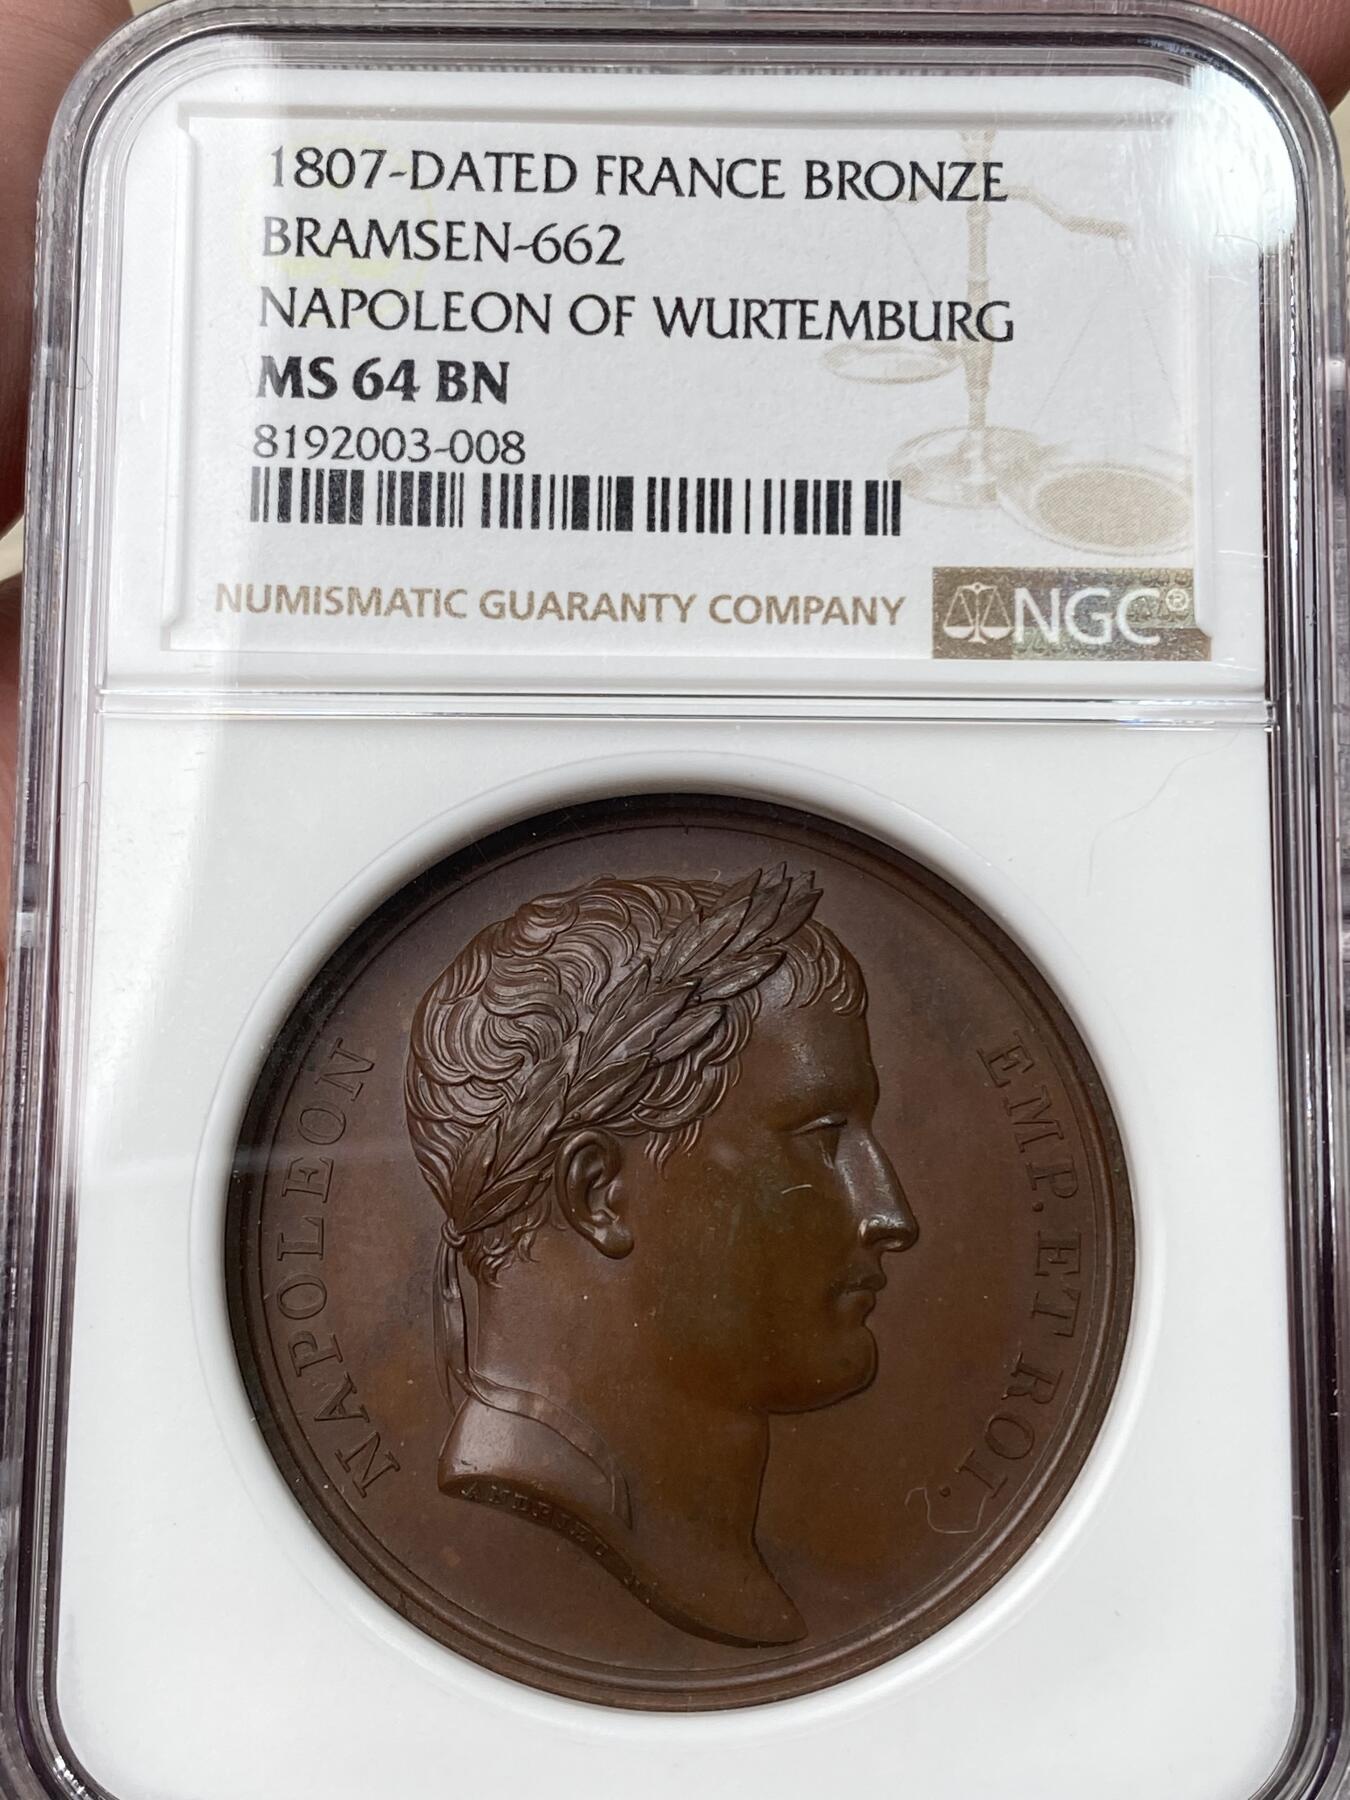 1807-DATED FRANCE BRONZE
BRAMSEN-662
NAPOLEON OF WURTEMBURG
MS 64 BN
8192003-008
NUMISMATIC GUARANTY COMPANY
NGC®
NAPOLEON
EMP. ET ROI.
ANDRIEU F.